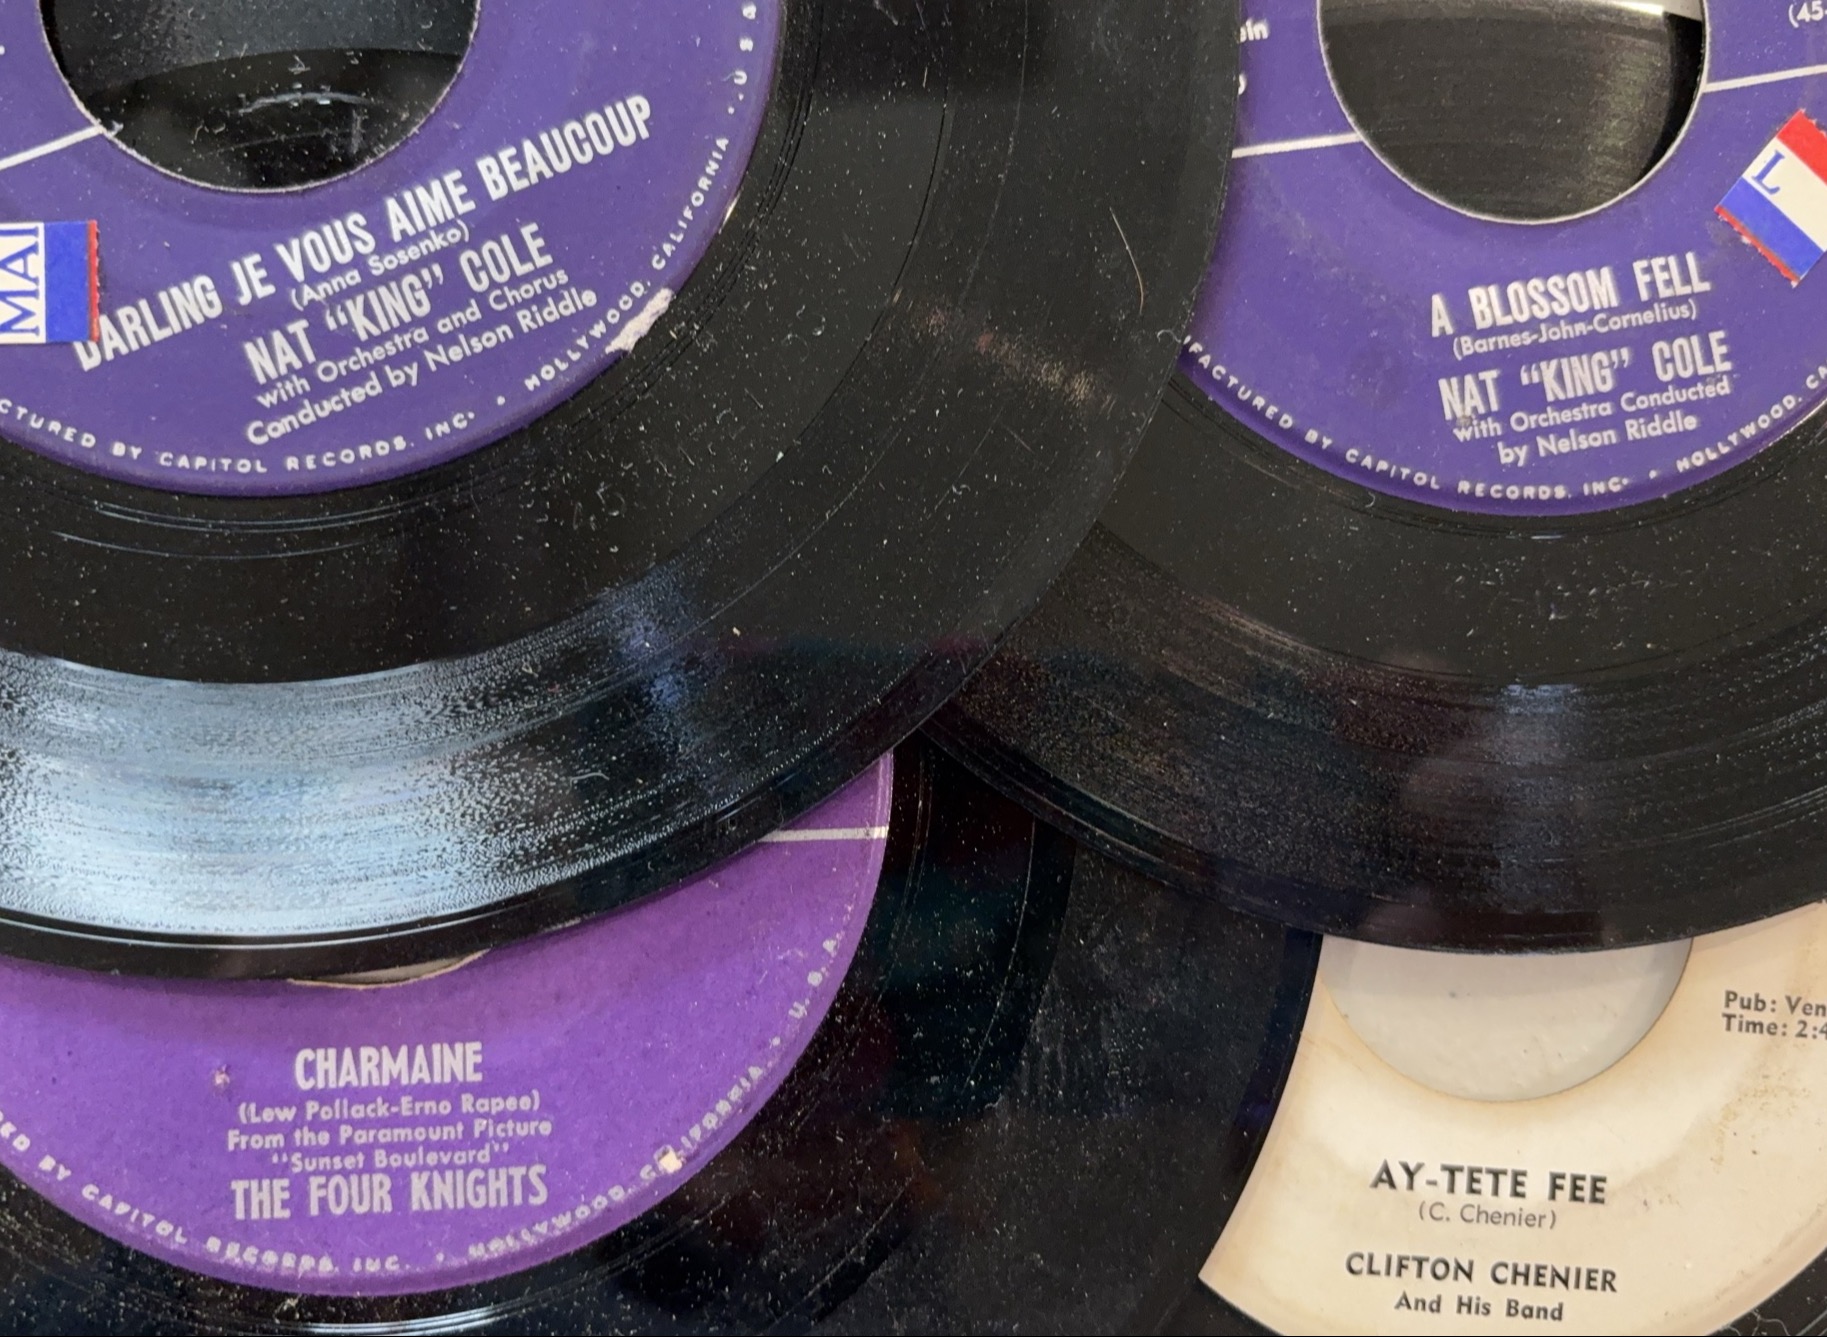 DARLING JE VOUS AIME BEAUCOUP
(Anna Sosenko)
NAT “KING” COLE
with Orchestra and Chorus
Conducted by Nelson Riddle
CTURED BY CAPITOL RECORDS, INC. • HOLLYWOOD, CALIFORNIA • U S A
MA
ein
(45-
L
A BLOSSOM FELL
(Barnes-John-Cornelius)
NAT “KING” COLE
with Orchestra Conducted
by Nelson Riddle
FACTURED BY CAPITOL RECORDS, INC. • HOLLYWOOD, CA
CHARMAINE
(Lew Pollack-Erno Rapee)
From the Paramount Picture
"Sunset Boulevard"
THE FOUR KNIGHTS
ED BY CAPITOL RECORDS, INC. • HOLLYWOOD, CALIFORNIA • U. S. A.
Pub: Ven
Time: 2:4
AY-TETE FEE
(C. Chenier)
CLIFTON CHENIER
And His Band